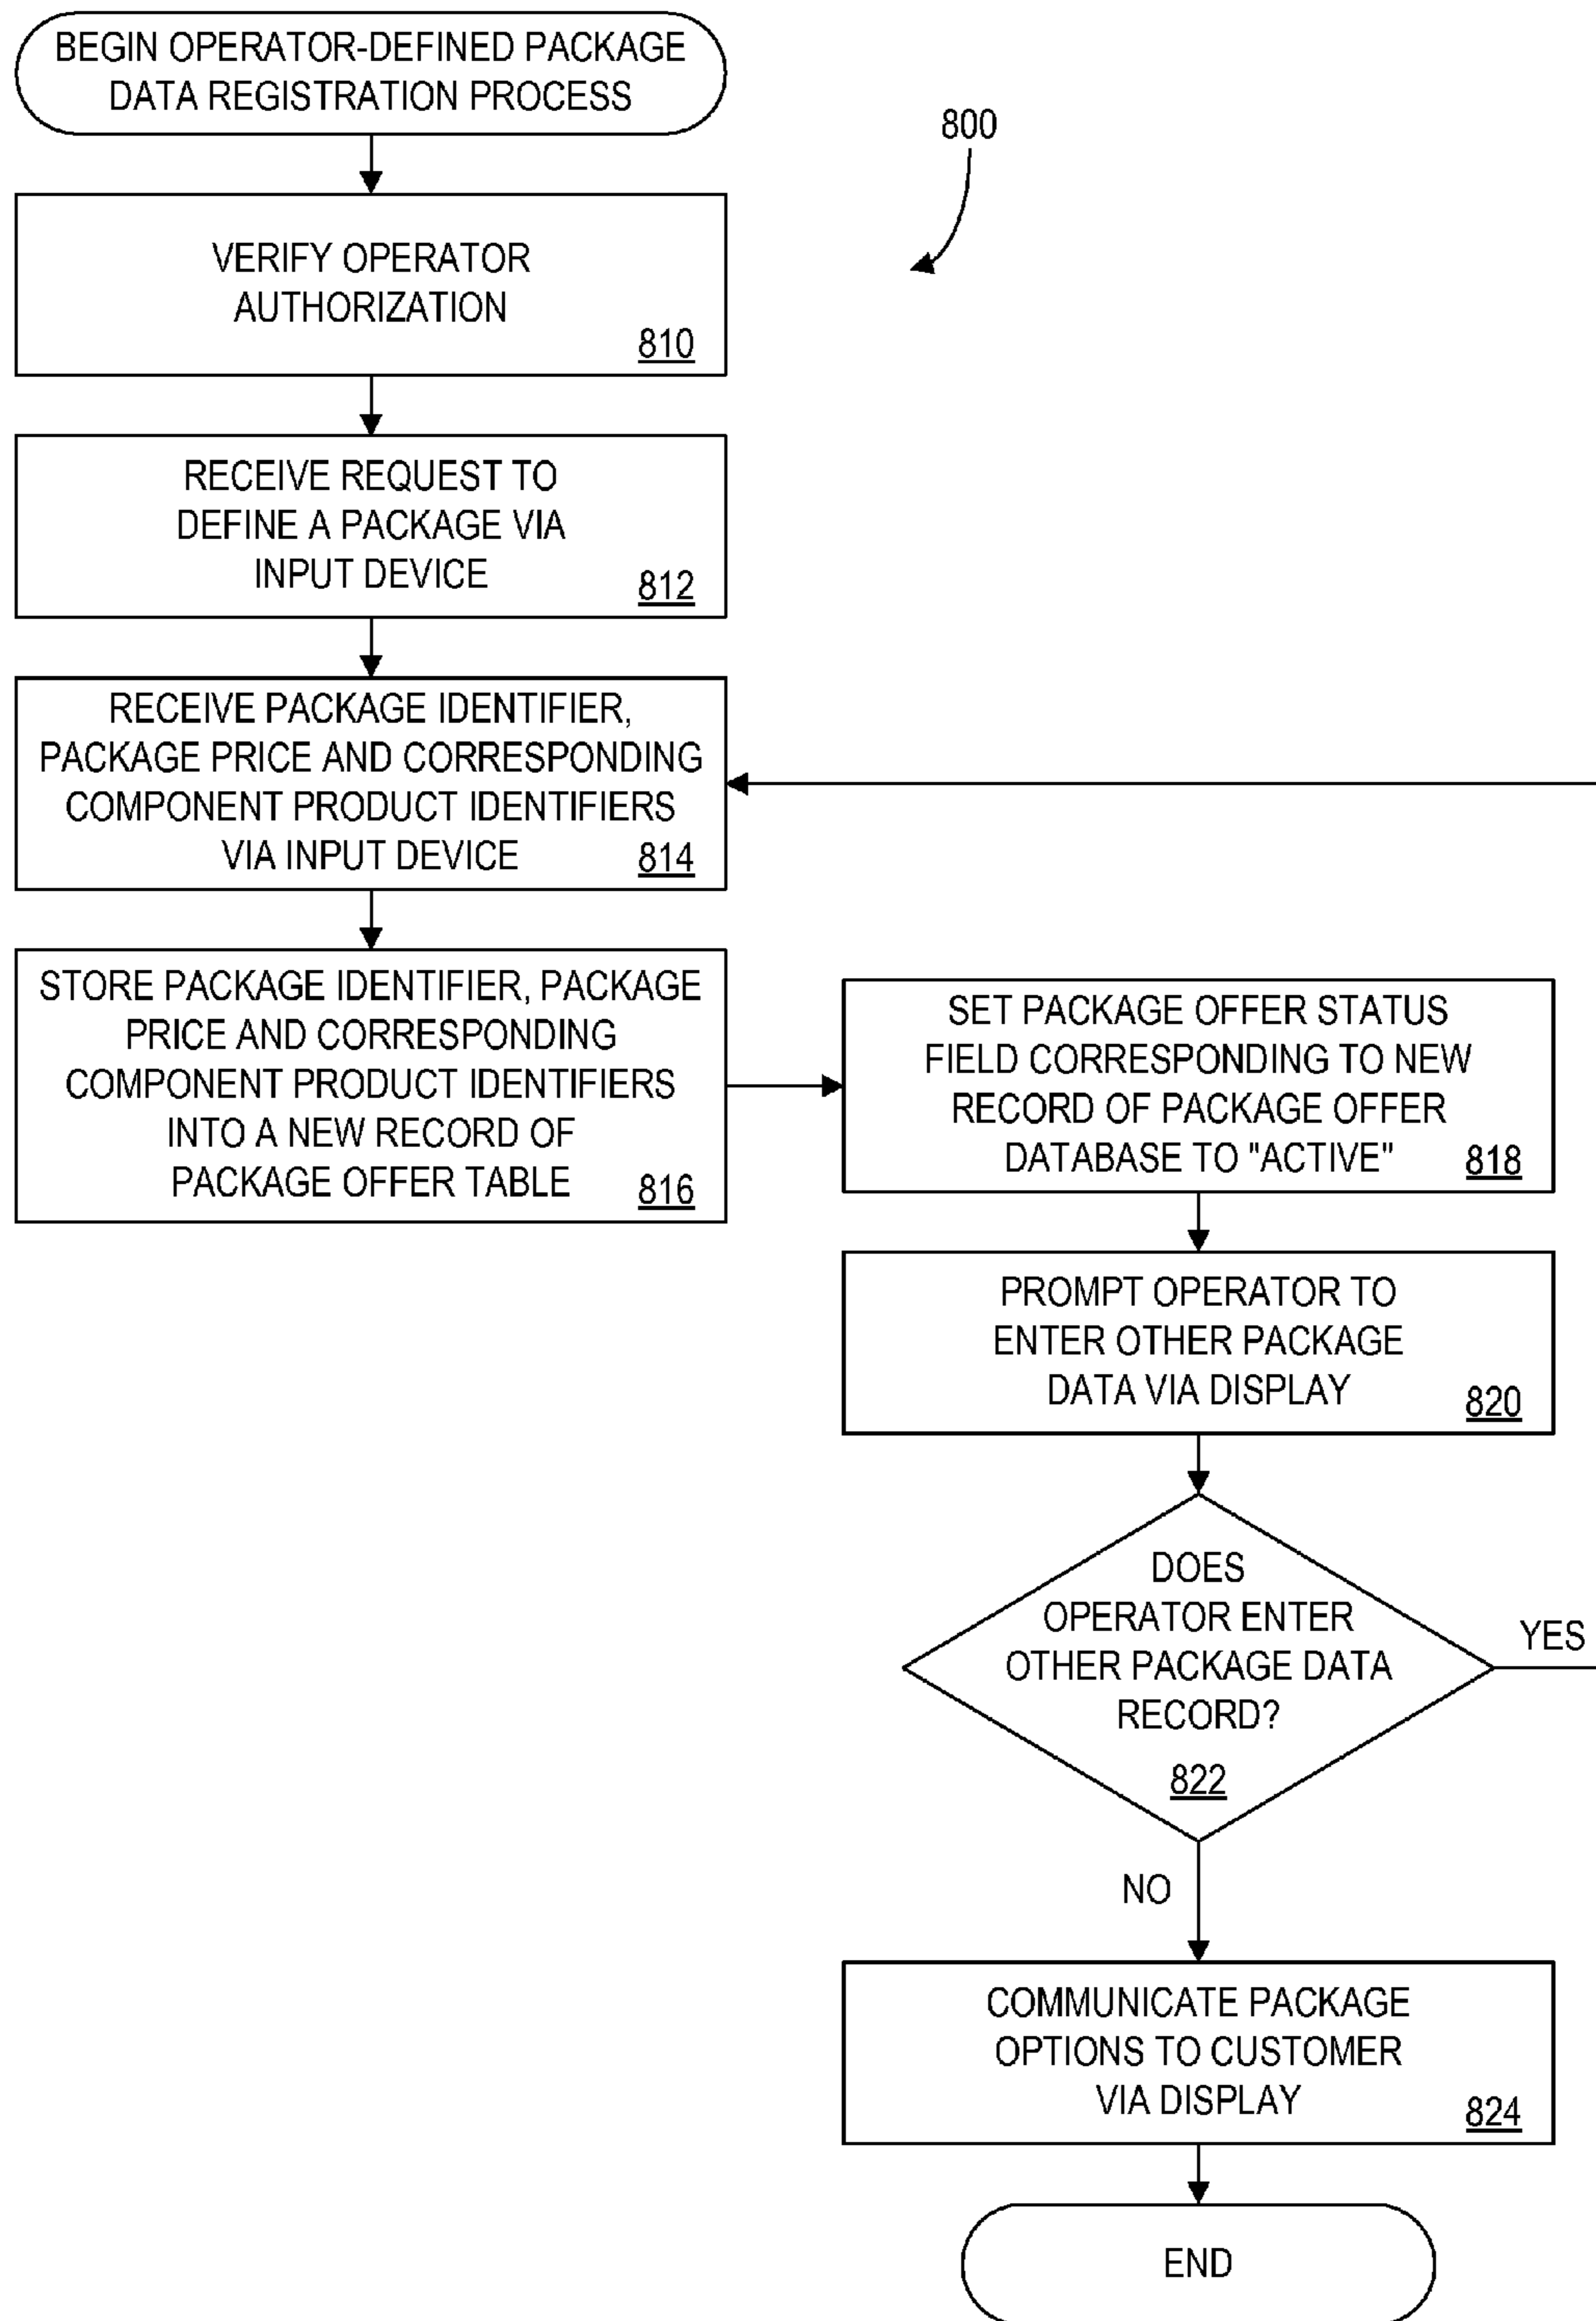 BEGIN OPERATOR-DEFINED PACKAGE
DATA REGISTRATION PROCESS
800
VERIFY OPERATOR
AUTHORIZATION
810
RECEIVE REQUEST TO
DEFINE A PACKAGE VIA
INPUT DEVICE
812
RECEIVE PACKAGE IDENTIFIER,
PACKAGE PRICE AND CORRESPONDING
COMPONENT PRODUCT IDENTIFIERS
VIA INPUT DEVICE
814
STORE PACKAGE IDENTIFIER, PACKAGE
PRICE AND CORRESPONDING
COMPONENT PRODUCT IDENTIFIERS
INTO A NEW RECORD OF
PACKAGE OFFER TABLE
816
SET PACKAGE OFFER STATUS
FIELD CORRESPONDING TO NEW
RECORD OF PACKAGE OFFER
DATABASE TO "ACTIVE"
818
PROMPT OPERATOR TO
ENTER OTHER PACKAGE
DATA VIA DISPLAY
820
DOES
OPERATOR ENTER
OTHER PACKAGE DATA
RECORD?
822
YES
NO
COMMUNICATE PACKAGE
OPTIONS TO CUSTOMER
VIA DISPLAY
824
END